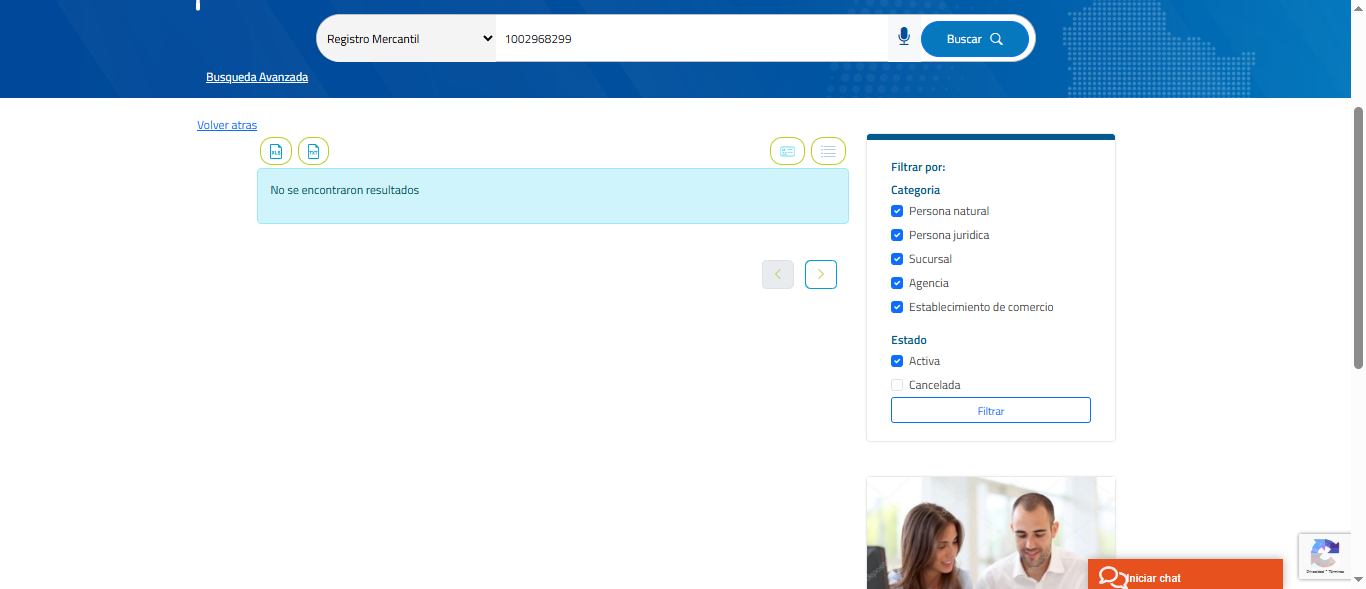 Registro Mercantil
1002968299
Buscar
Busqueda Avanzada
Volver atras
XLS
TXT
No se encontraron resultados
Filtrar por:
Categoria
Persona natural
Persona juridica
Sucursal
Agencia
Establecimiento de comercio
Estado
Activa
Cancelada
Filtrar
Iniciar chat